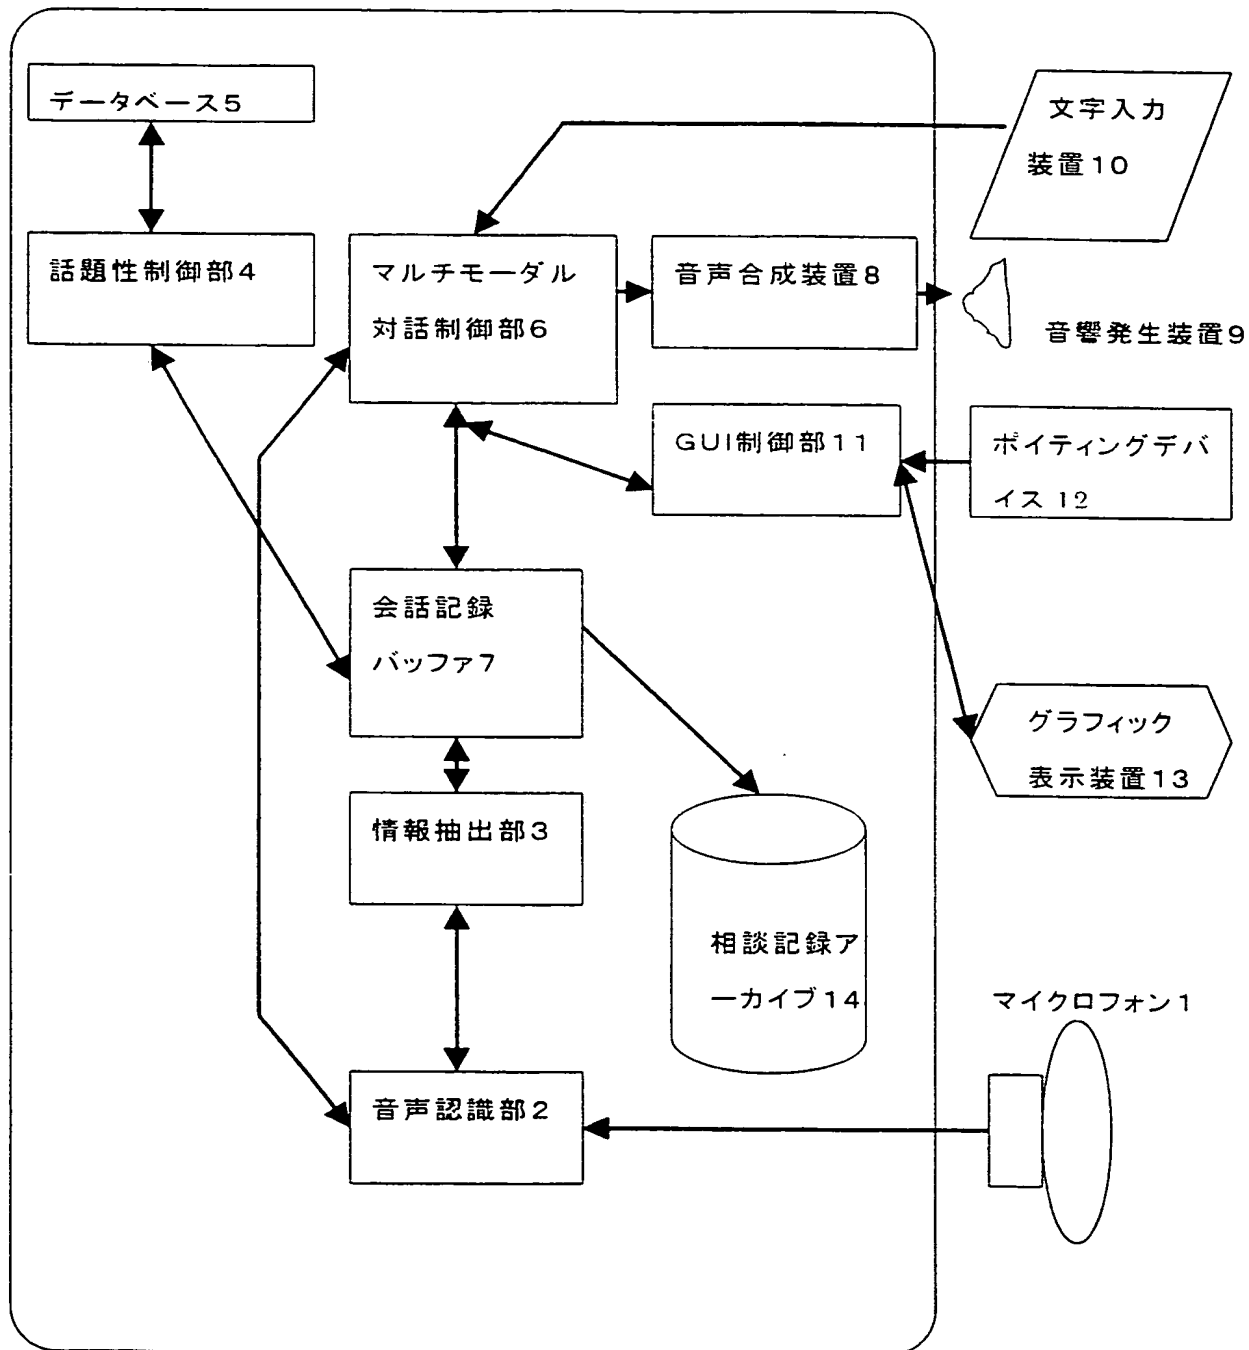 データベース5
文字入力
装置10
話題性制御部4
マルチモーダル
対話制御部6
音声合成装置8
音響発生装置9
GUI制御部11
ポイティングデバ
イス 12
会話記録
バッファ7
グラフィック
表示装置13
情報抽出部3
相談記録ア
ーカイブ14
マイクロフォン1
音声認識部2